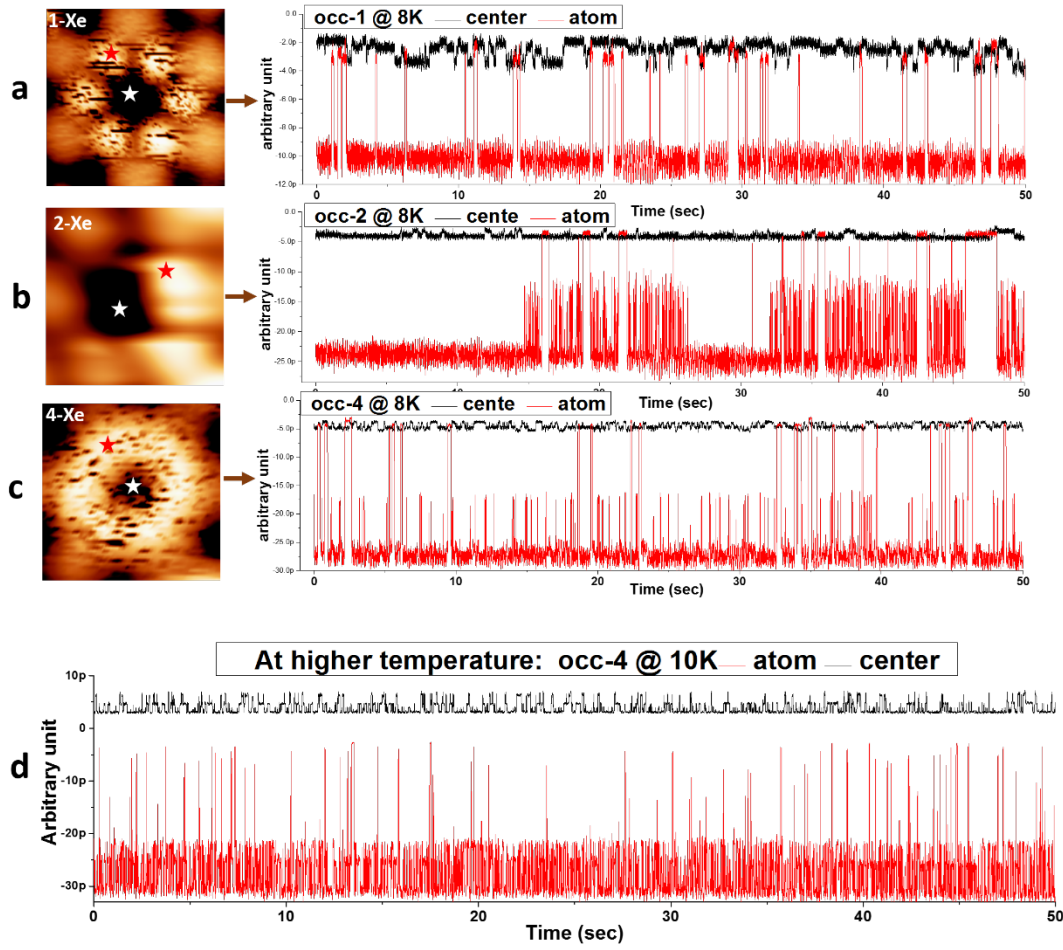 1-Xe
a
occ-1 @ 8K center atom
arbitrary unit
0.0
-2.0p
-4.0p
-6.0p
-8.0p
-10.0p
-12.0p
0 10 20 30 40 50
Time (sec)
2-Xe
b
occ-2 @ 8K cente atom
arbitrary unit
0.0
-5.0p
-10.0p
-15.0p
-20.0p
-25.0p
0 10 20 30 40 50
Time (sec)
4-Xe
c
occ-4 @ 8K cente atom
arbitrary unit
0.0
-5.0p
-10.0p
-15.0p
-20.0p
-25.0p
-30.0p
0 10 20 30 40 50
Time (sec)
At higher temperature: occ-4 @ 10K atom center
d
Arbitrary unit
10p
0
-10p
-20p
-30p
0 10 20 30 40 50
Time (sec)